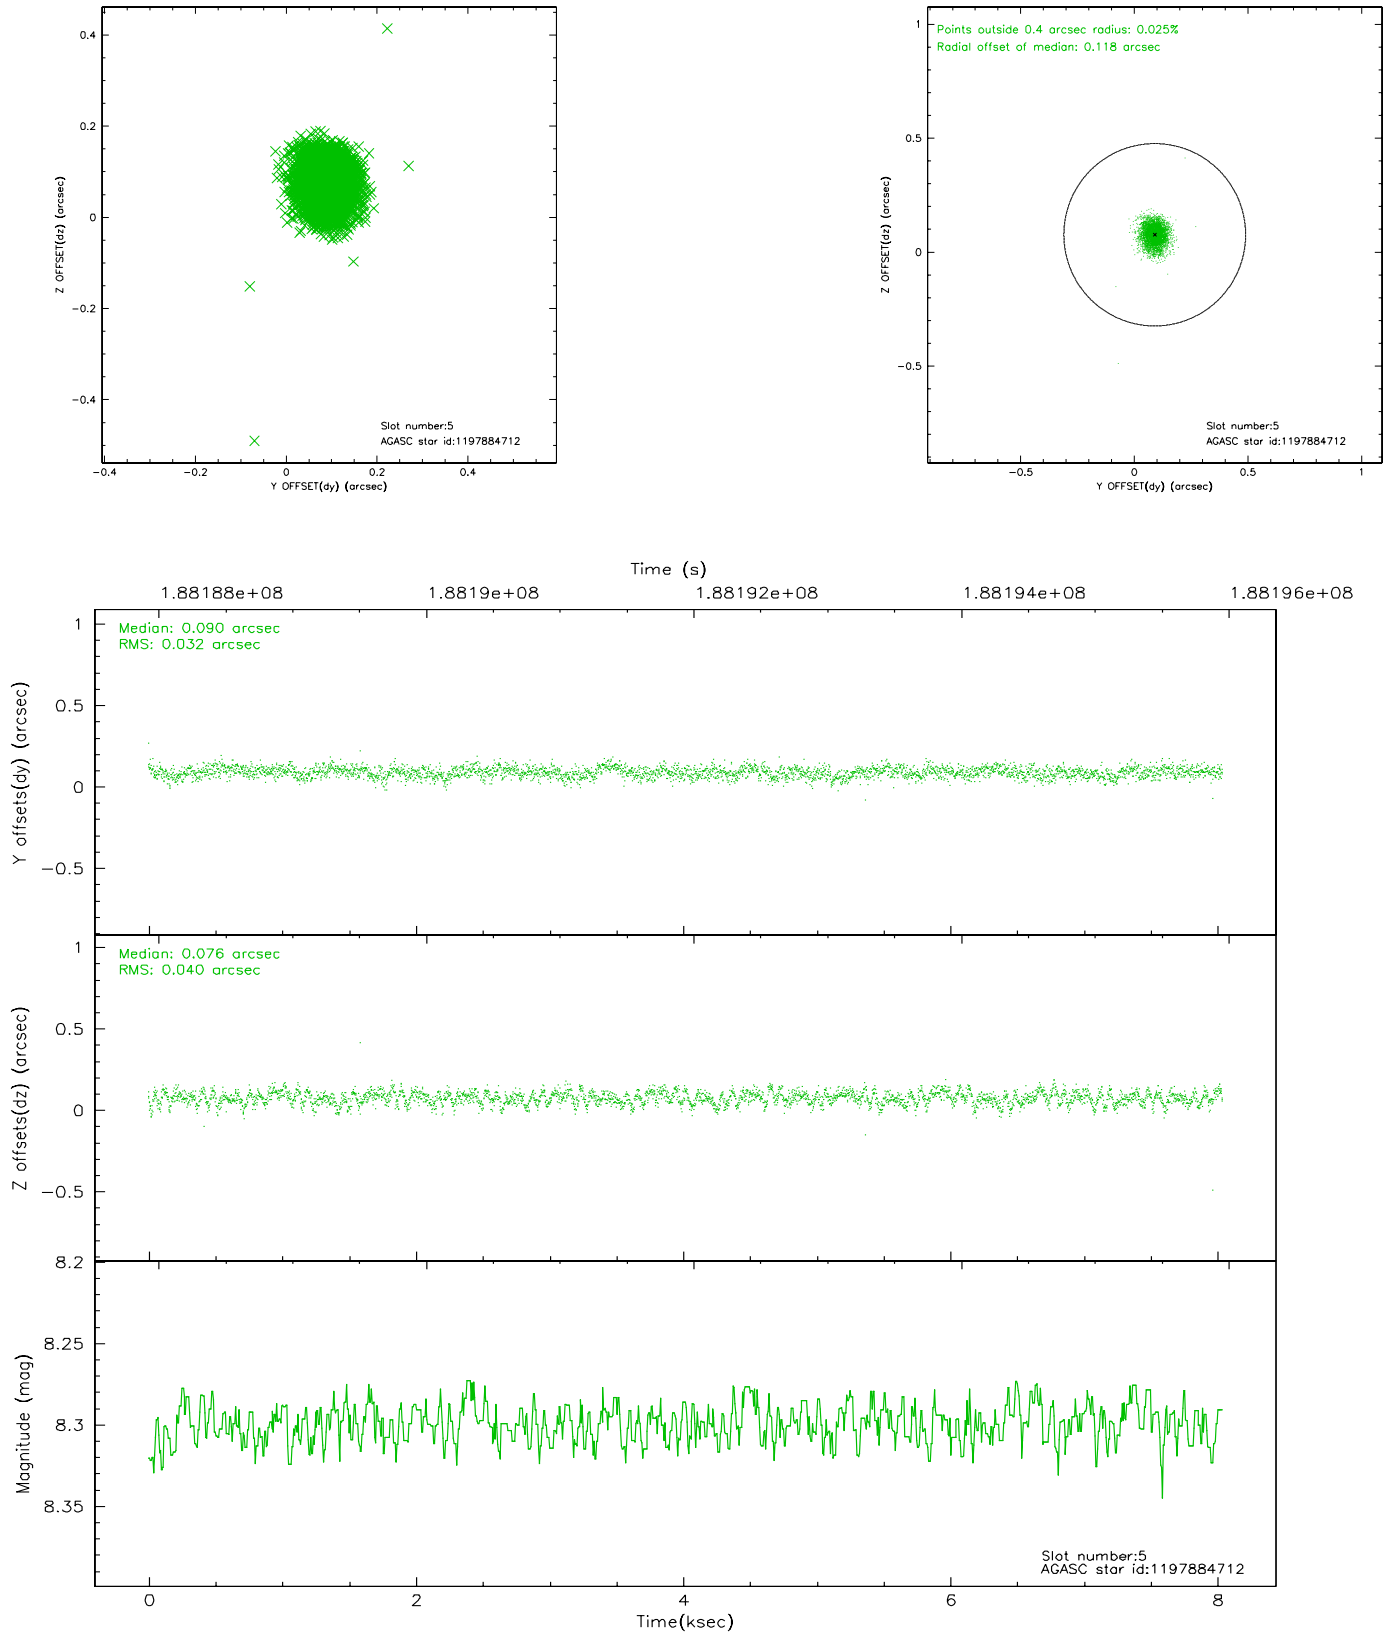 0.4
0.2
0
−0.2
−0.4
Z OFFSET(dz) (arcsec)
Slot number:5
AGASC star id:1197884712
−0.4 −0.2 0 0.2 0.4
Y OFFSET(dy) (arcsec)
Points outside 0.4 arcsec radius: 0.025%
Radial offset of median: 0.118 arcsec
1
0.5
0
−0.5
Z OFFSET(dz) (arcsec)
Slot number:5
AGASC star id:1197884712
−0.5 0 0.5 1
Y OFFSET(dy) (arcsec)
Time (s)
1.88188e+08 1.8819e+08 1.88192e+08 1.88194e+08 1.88196e+08
Median: 0.090 arcsec
RMS: 0.032 arcsec
1
0.5
0
−0.5
Y offsets(dy) (arcsec)
Median: 0.076 arcsec
RMS: 0.040 arcsec
1
0.5
0
−0.5
Z offsets(dz) (arcsec)
8.2
8.25
8.3
8.35
Magnitude (mag)
Slot number:5
AGASC star id:1197884712
0 2 4 6 8
Time(ksec)